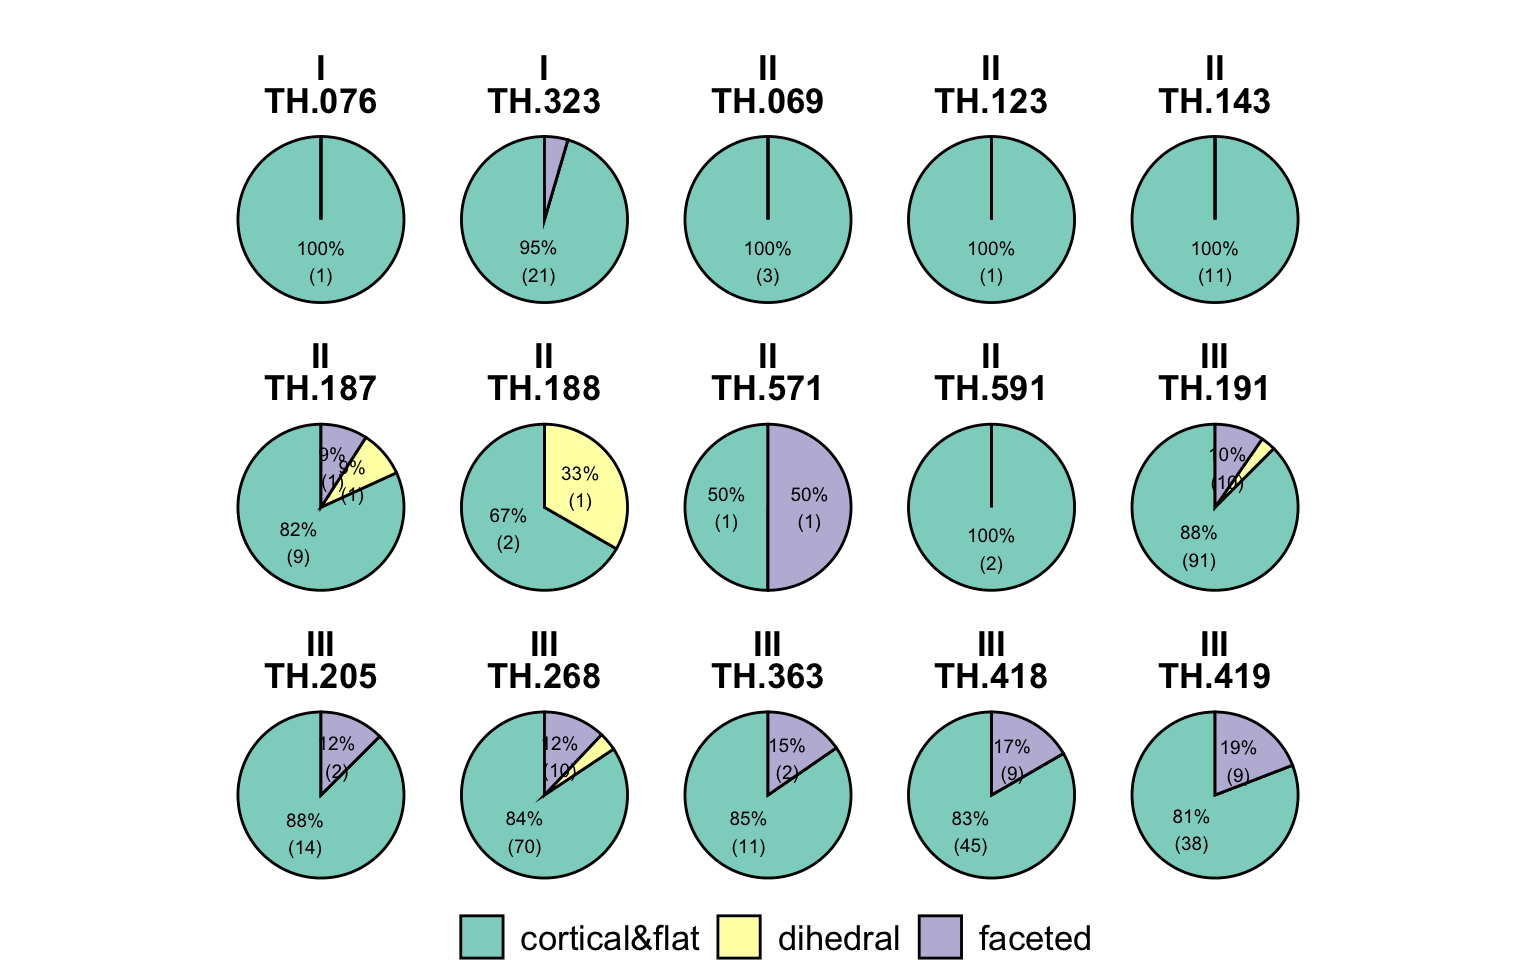 I
TH.076
100%
(1)
I
TH.323
95%
(21)
II
TH.069
100%
(3)
II
TH.123
100%
(1)
II
TH.143
100%
(11)
II
TH.187
9%
(1)
9%
(1)
82%
(9)
II
TH.188
33%
(1)
67%
(2)
II
TH.571
50%
(1)
50%
(1)
II
TH.591
100%
(2)
III
TH.191
10%
(10)
88%
(91)
III
TH.205
12%
(2)
88%
(14)
III
TH.268
12%
(10)
84%
(70)
III
TH.363
15%
(2)
85%
(11)
III
TH.418
17%
(9)
83%
(45)
III
TH.419
19%
(9)
81%
(38)
cortical&flat dihedral faceted